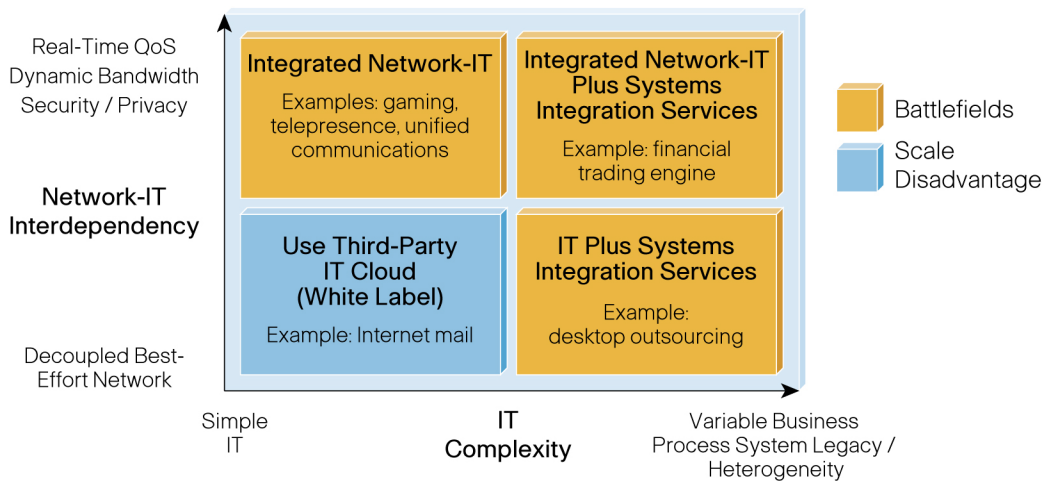 Real-Time QoS
Dynamic Bandwidth
Security / Privacy
Network-IT
Interdependency
Decoupled Best-
Effort Network
Integrated Network-IT
Examples: gaming,
telepresence, unified
communications
Integrated Network-IT
Plus Systems
Integration Services
Example: financial
trading engine
Use Third-Party
IT Cloud
(White Label)
Example: Internet mail
IT Plus Systems
Integration Services
Example:
desktop outsourcing
Battlefields
Scale
Disadvantage
Simple
IT
IT
Complexity
Variable Business
Process System Legacy /
Heterogeneity